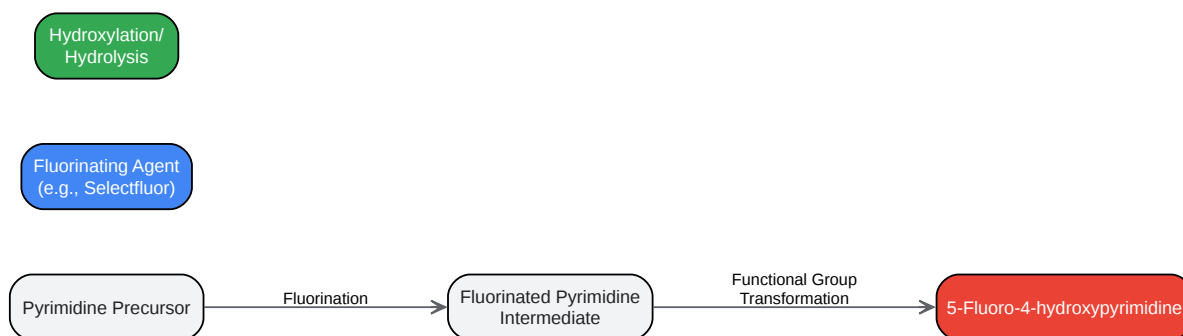 Hydroxylation/
Hydrolysis
Fluorinating Agent
(e.g., Selectfluor)
Pyrimidine Precursor
Fluorination
Fluorinated Pyrimidine
Intermediate
Functional Group
Transformation
5-Fluoro-4-hydroxypyrimidine